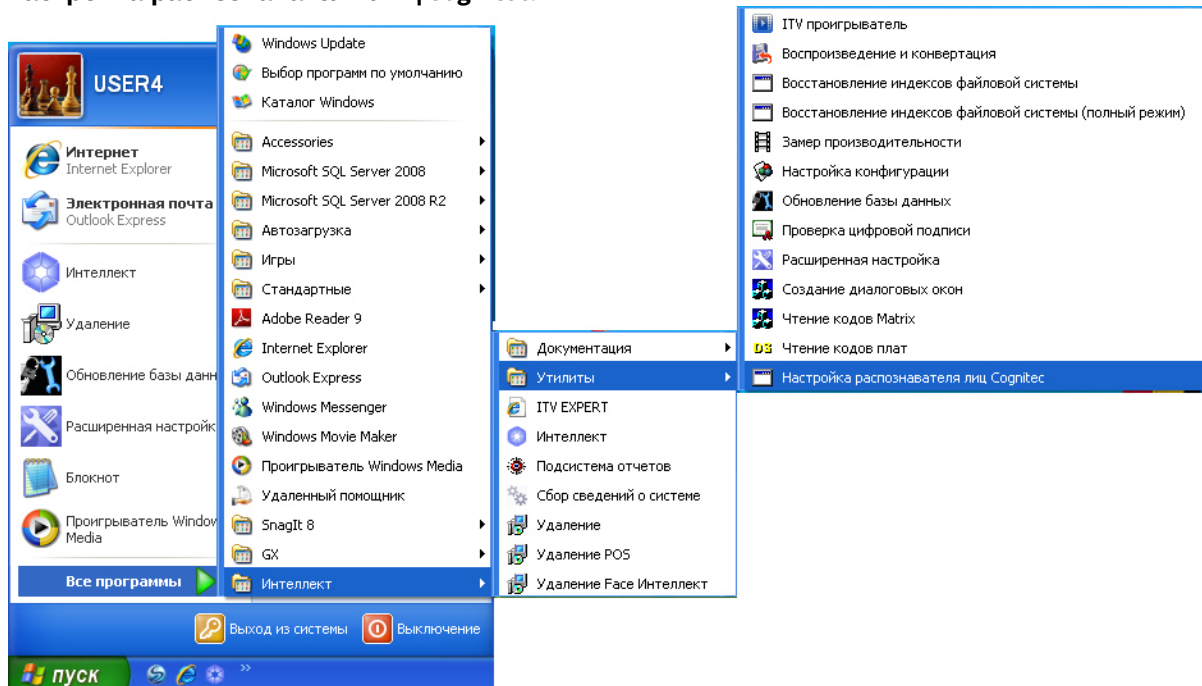 USER4
Интернет
Internet Explorer
Электронная почта
Outlook Express
Интеллект
Удаление
Обновление базы данн
Расширенная настройк
Блокнот
Проигрыватель Window
Media
Все программы
Выход из системы
Выключение
пуск
Windows Update
Выбор программ по умолчанию
Каталог Windows
Accessories
Microsoft SQL Server 2008
Microsoft SQL Server 2008 R2
Автозагрузка
Игры
Стандартные
Adobe Reader 9
Internet Explorer
Outlook Express
Windows Messenger
Windows Movie Maker
Проигрыватель Windows Media
Удаленный помощник
SnagIt 8
GX
Интеллект
Документация
Утилиты
ITV EXPERT
Интеллект
Подсистема отчетов
Сбор сведений о системе
Удаление
Удаление POS
Удаление Face Интеллект
ITV проигрыватель
Воспроизведение и конвертация
Восстановление индексов файловой системы
Восстановление индексов файловой системы (полный режим)
Замер производительности
Настройка конфигурации
Обновление базы данных
Проверка цифровой подписи
Расширенная настройка
Создание диалоговых окон
Чтение кодов Matrix
Чтение кодов плат
Настройка распознавателя лиц Cognitec